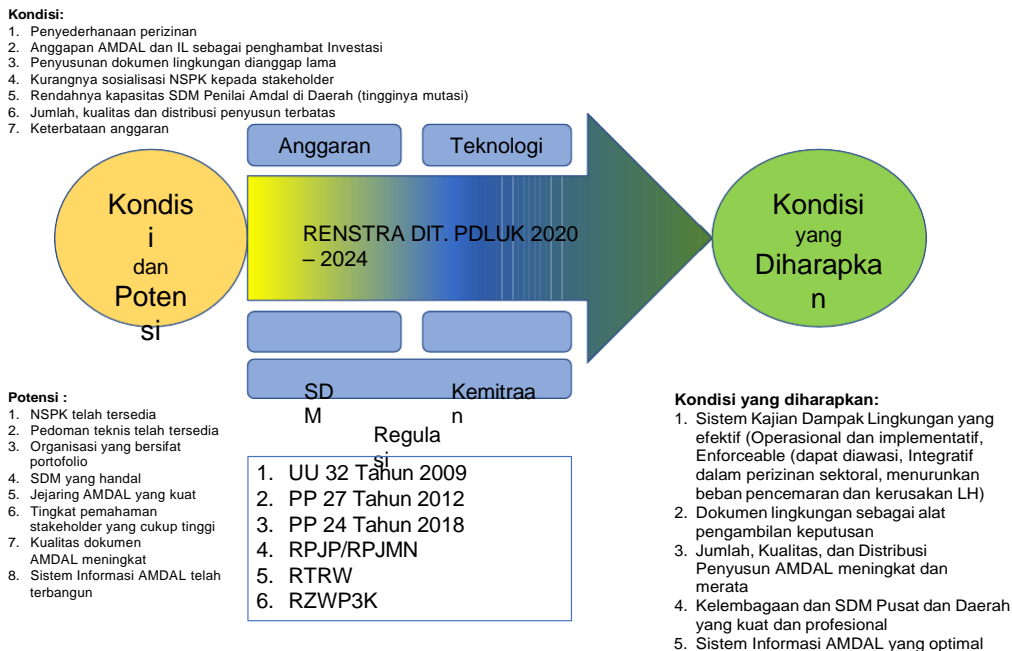 Kondisi:
1. Penyederhanaan perizinan
2. Anggapan AMDAL dan IL sebagai penghambat Investasi
3. Penyusunan dokumen lingkungan dianggap lama
4. Kurangnya sosialisasi NSPK kepada stakeholder
5. Rendahnya kapasitas SDM Penilai Amdal di Daerah (tingginya mutasi)
6. Jumlah, kualitas dan distribusi penyusun terbatas
7. Keterbataan anggaran
Anggaran
Teknologi
Kondis
i
dan
Poten
si
RENSTRA DIT. PDLUK 2020
– 2024
Kondisi
yang
Diharapka
n
SD
M
Kemitraa
n
Regula
si
1. UU 32 Tahun 2009
2. PP 27 Tahun 2012
3. PP 24 Tahun 2018
4. RPJP/RPJMN
5. RTRW
6. RZWP3K
Potensi :
1. NSPK telah tersedia
2. Pedoman teknis telah tersedia
3. Organisasi yang bersifat
portofolio
4. SDM yang handal
5. Jejaring AMDAL yang kuat
6. Tingkat pemahaman
stakeholder yang cukup tinggi
7. Kualitas dokumen
AMDAL meningkat
8. Sistem Informasi AMDAL telah
terbangun
Kondisi yang diharapkan:
1. Sistem Kajian Dampak Lingkungan yang
efektif (Operasional dan implementatif,
Enforceable (dapat diawasi, Integratif
dalam perizinan sektoral, menurunkan
beban pencemaran dan kerusakan LH)
2. Dokumen lingkungan sebagai alat
pengambilan keputusan
3. Jumlah, Kualitas, dan Distribusi
Penyusun AMDAL meningkat dan
merata
4. Kelembagaan dan SDM Pusat dan Daerah
yang kuat dan profesional
5. Sistem Informasi AMDAL yang optimal